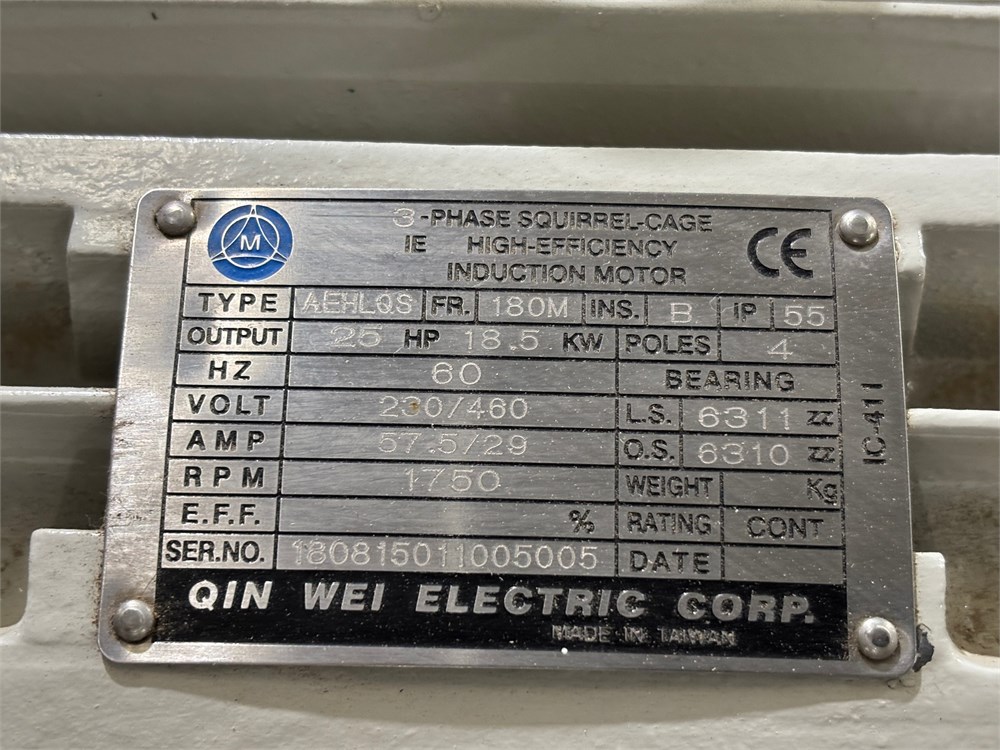 M
3-PHASE SQUIRREL-CAGE
IE HIGH-EFFICIENCY
INDUCTION MOTOR
CE
TYPE AEHLQS FR. 180M INS. B IP 55
OUTPUT 25 HP 18.5 KW POLES 4
HZ 60 BEARING
VOLT 230/460 L.S. 6311 ZZ
AMP 57.5/29 O.S. 6310 ZZ
RPM 1750 WEIGHT Kg
E.F.F. % RATING CONT
SER.NO. 180815011005005 DATE
IC-411
QIN WEI ELECTRIC CORP.
MADE IN TAIWAN